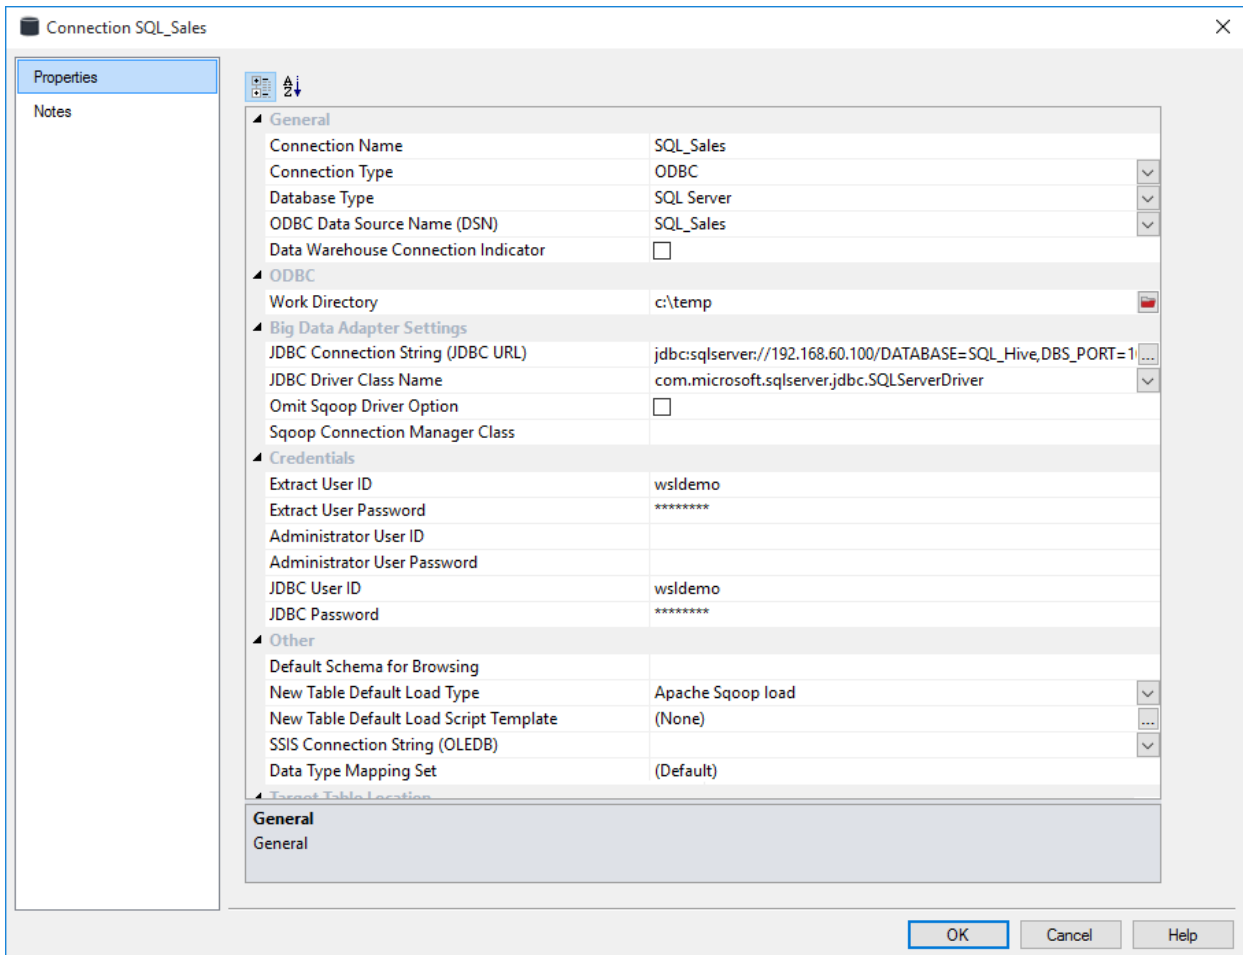 Connection SQL_Sales
Properties
Notes
General
Connection Name SQL_Sales
Connection Type ODBC
Database Type SQL Server
ODBC Data Source Name (DSN) SQL_Sales
Data Warehouse Connection Indicator
ODBC
Work Directory c:\temp
Big Data Adapter Settings
JDBC Connection String (JDBC URL) jdbc:sqlserver://192.168.60.100/DATABASE=SQL_Hive,DBS_PORT=1 ...
JDBC Driver Class Name com.microsoft.sqlserver.jdbc.SQLServerDriver
Omit Sqoop Driver Option
Sqoop Connection Manager Class
Credentials
Extract User ID wsldemo
Extract User Password ********
Administrator User ID
Administrator User Password
JDBC User ID wsldemo
JDBC Password ********
Other
Default Schema for Browsing
New Table Default Load Type Apache Sqoop load
New Table Default Load Script Template (None) ...
SSIS Connection String (OLEDB)
Data Type Mapping Set (Default)
Target Table Location
General
General
OK Cancel Help